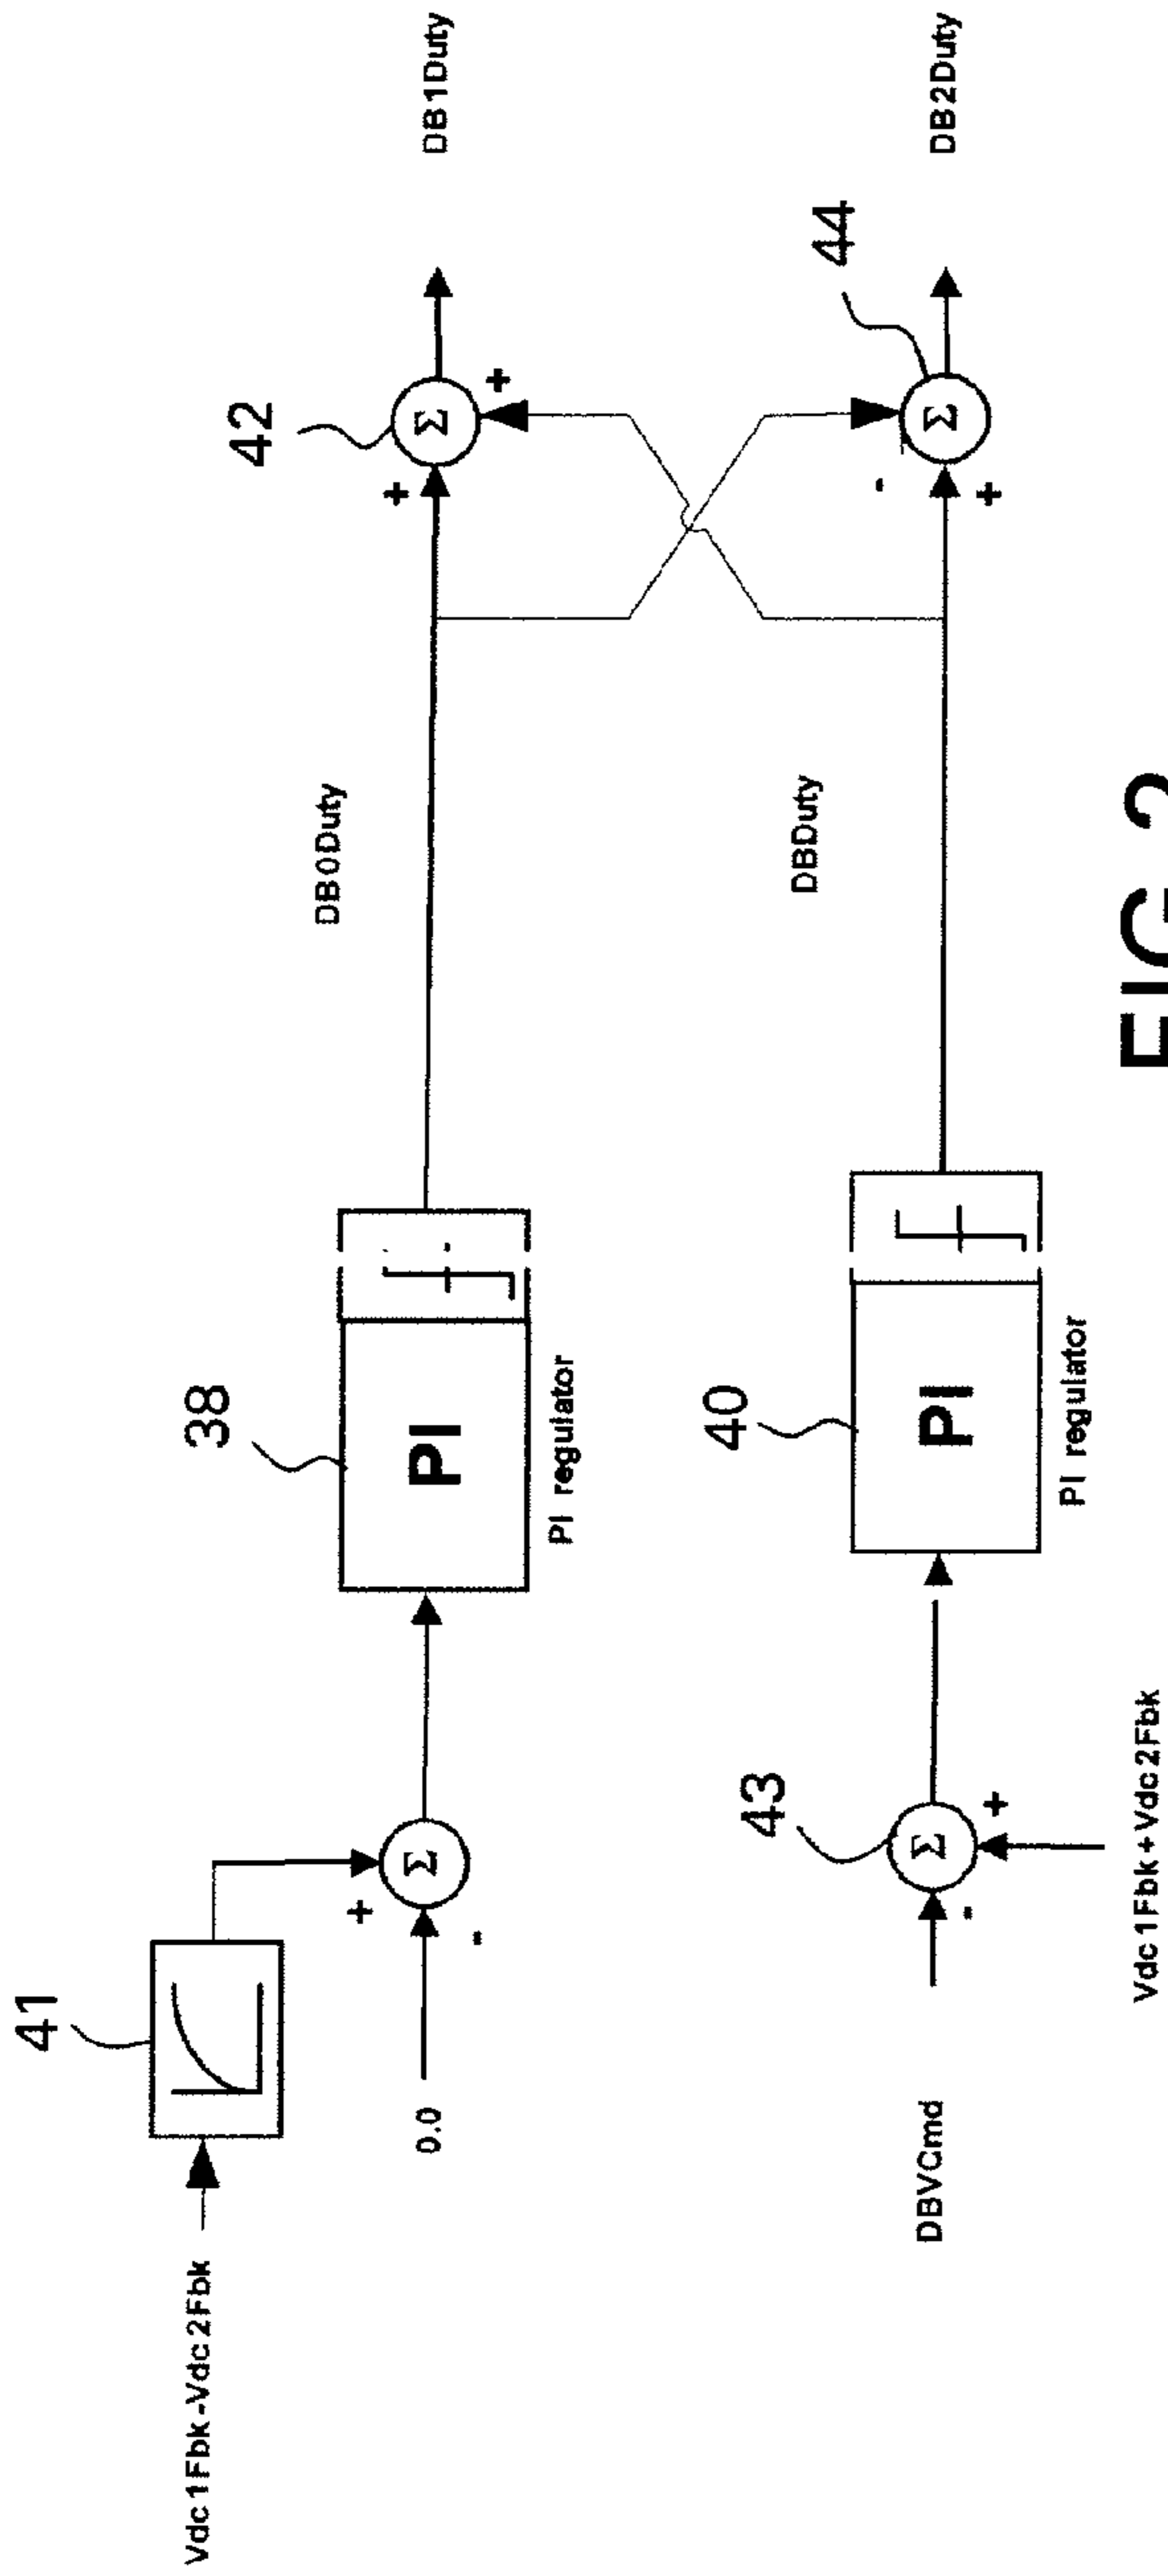 41
Vdc1Fbk-Vdc2Fbk
0.0
+
-
Σ
38
PI
PI regulator
DB0Duty
42
+
+
Σ
DB1Duty
DBVCmd
43
-
+
Σ
Vdc1Fbk+Vdc2Fbk
40
PI
PI regulator
DBDuty
44
-
+
Σ
DB2Duty
FIG. 2